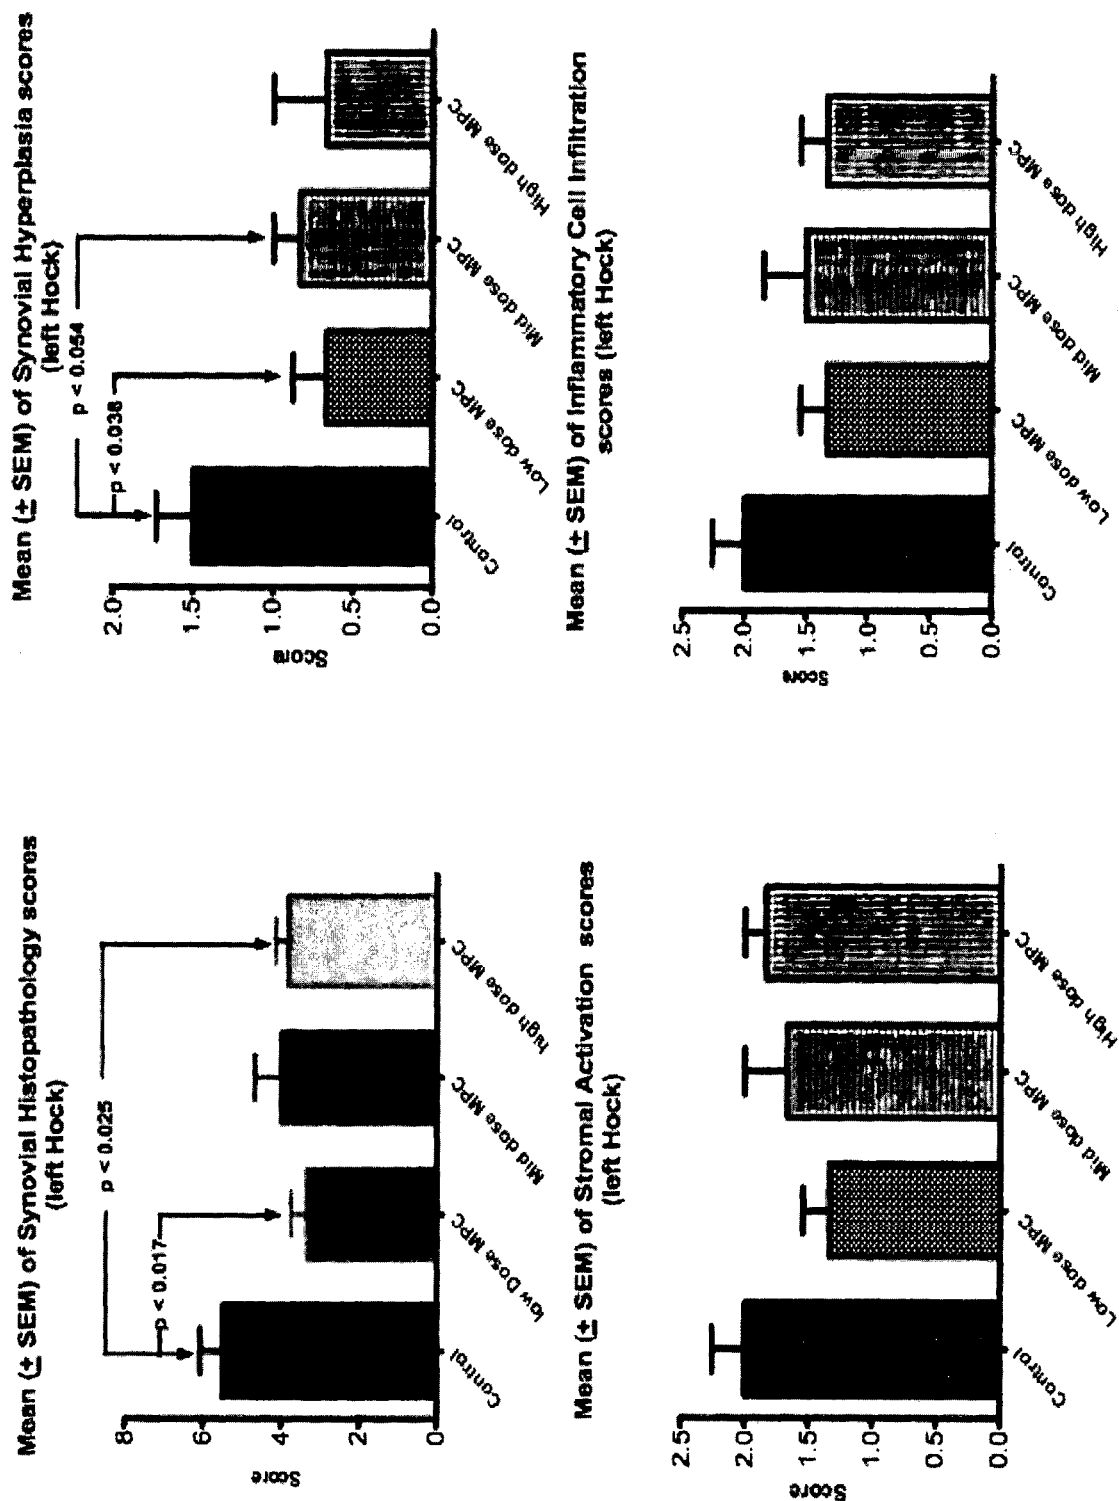 Mean (± SEM) of Synovial Histopathology scores
(left Hock)
p < 0.025
p < 0.017
8
6
4
2
0
Score
Control
low Dose MPC
Mid dose MPC
high dose MPC
Mean (± SEM) of Synovial Hyperplasia scores
(left Hock)
p < 0.054
p < 0.038
2.0
1.5
1.0
0.5
0.0
Score
Control
Low dose MPC
Mid dose MPC
High dose MPC
Mean (± SEM) of Stromal Activation scores
(left Hock)
2.5
2.0
1.5
1.0
0.5
0.0
Score
Control
Low dose MPC
Mid dose MPC
High dose MPC
Mean (± SEM) of Inflammatory Cell Infiltration
scores (left Hock)
2.5
2.0
1.5
1.0
0.5
0.0
Score
Control
Low dose MPC
Mid dose MPC
High dose MPC